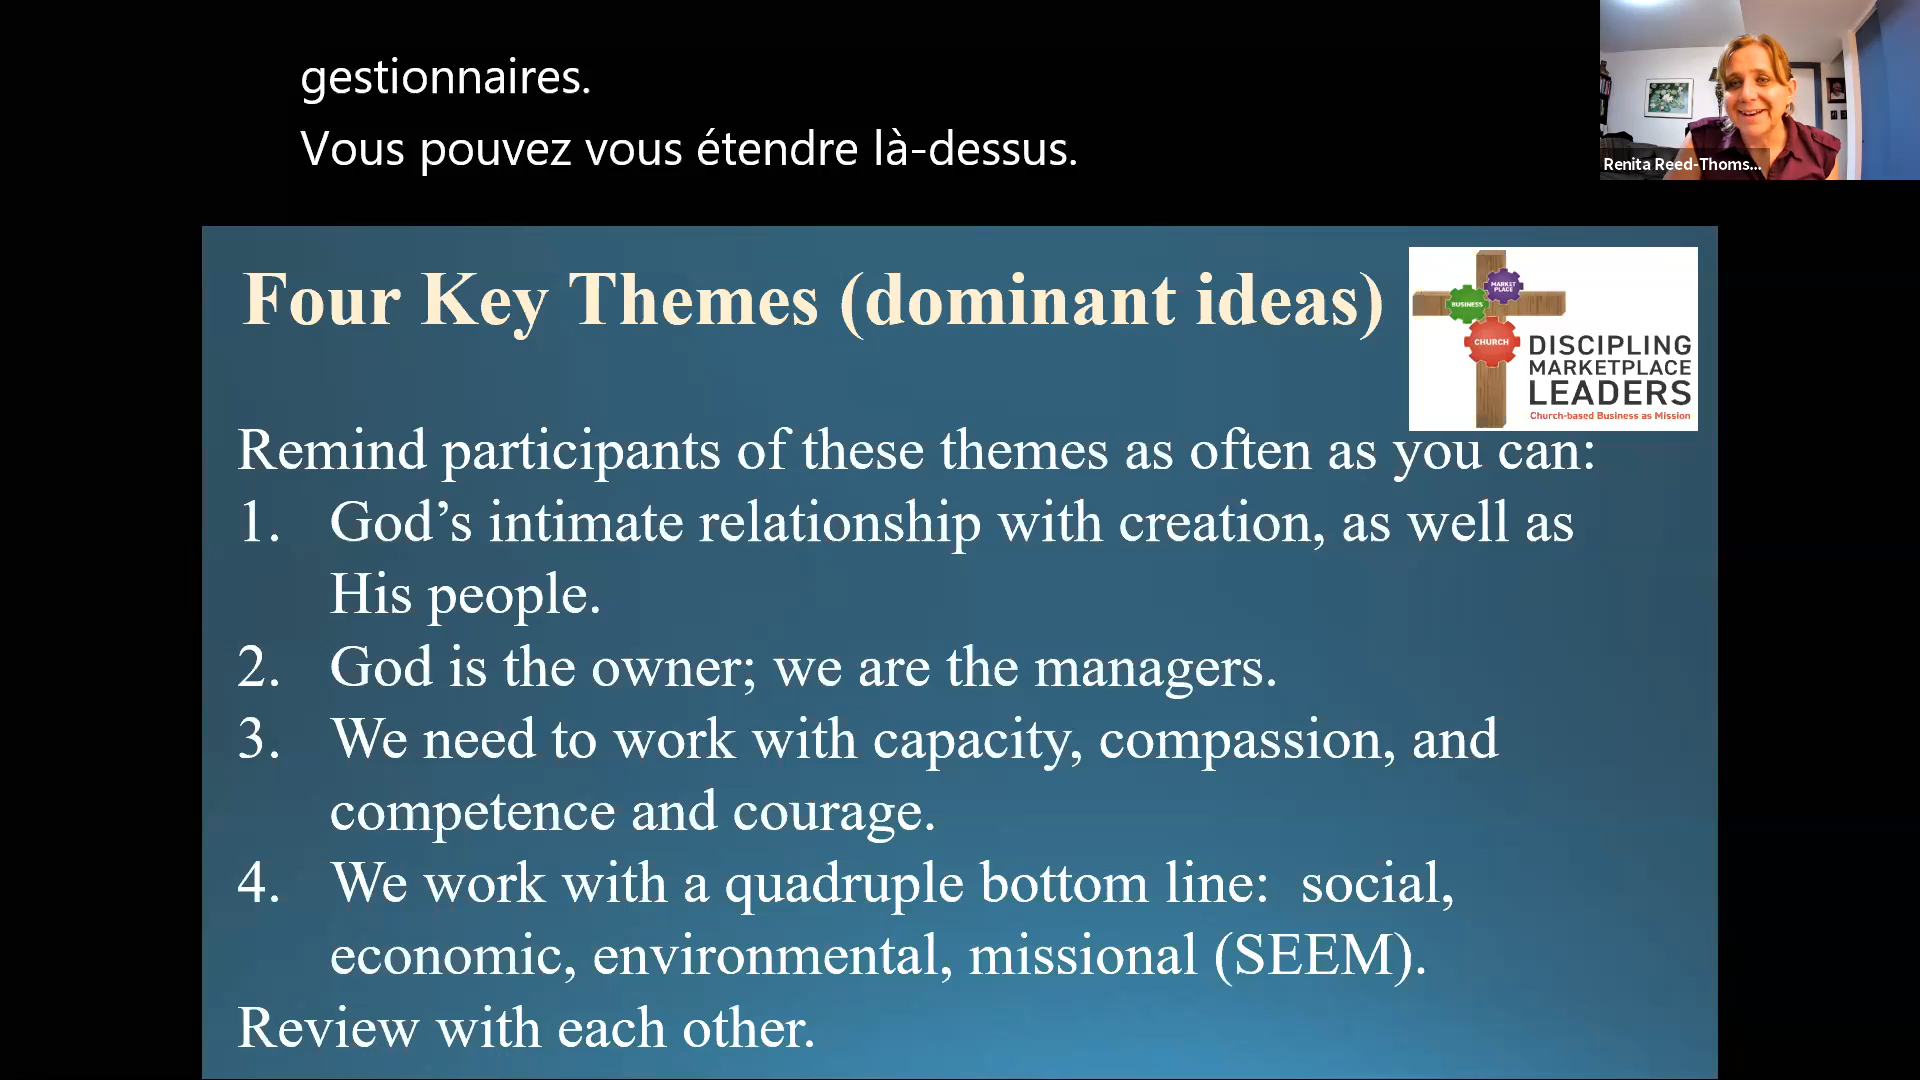 gestionnaires.
Vous pouvez vous étendre là-dessus.
Renita Reed-Thoms...
Four Key Themes (dominant ideas)
MARKET
PLACE
BUSINESS
CHURCH
DISCIPLING
MARKETPLACE
LEADERS
Church-based Business as Mission
Remind participants of these themes as often as you can:
1. God’s intimate relationship with creation, as well as
His people.
2. God is the owner; we are the managers.
3. We need to work with capacity, compassion, and
competence and courage.
4. We work with a quadruple bottom line: social,
economic, environmental, missional (SEEM).
Review with each other.